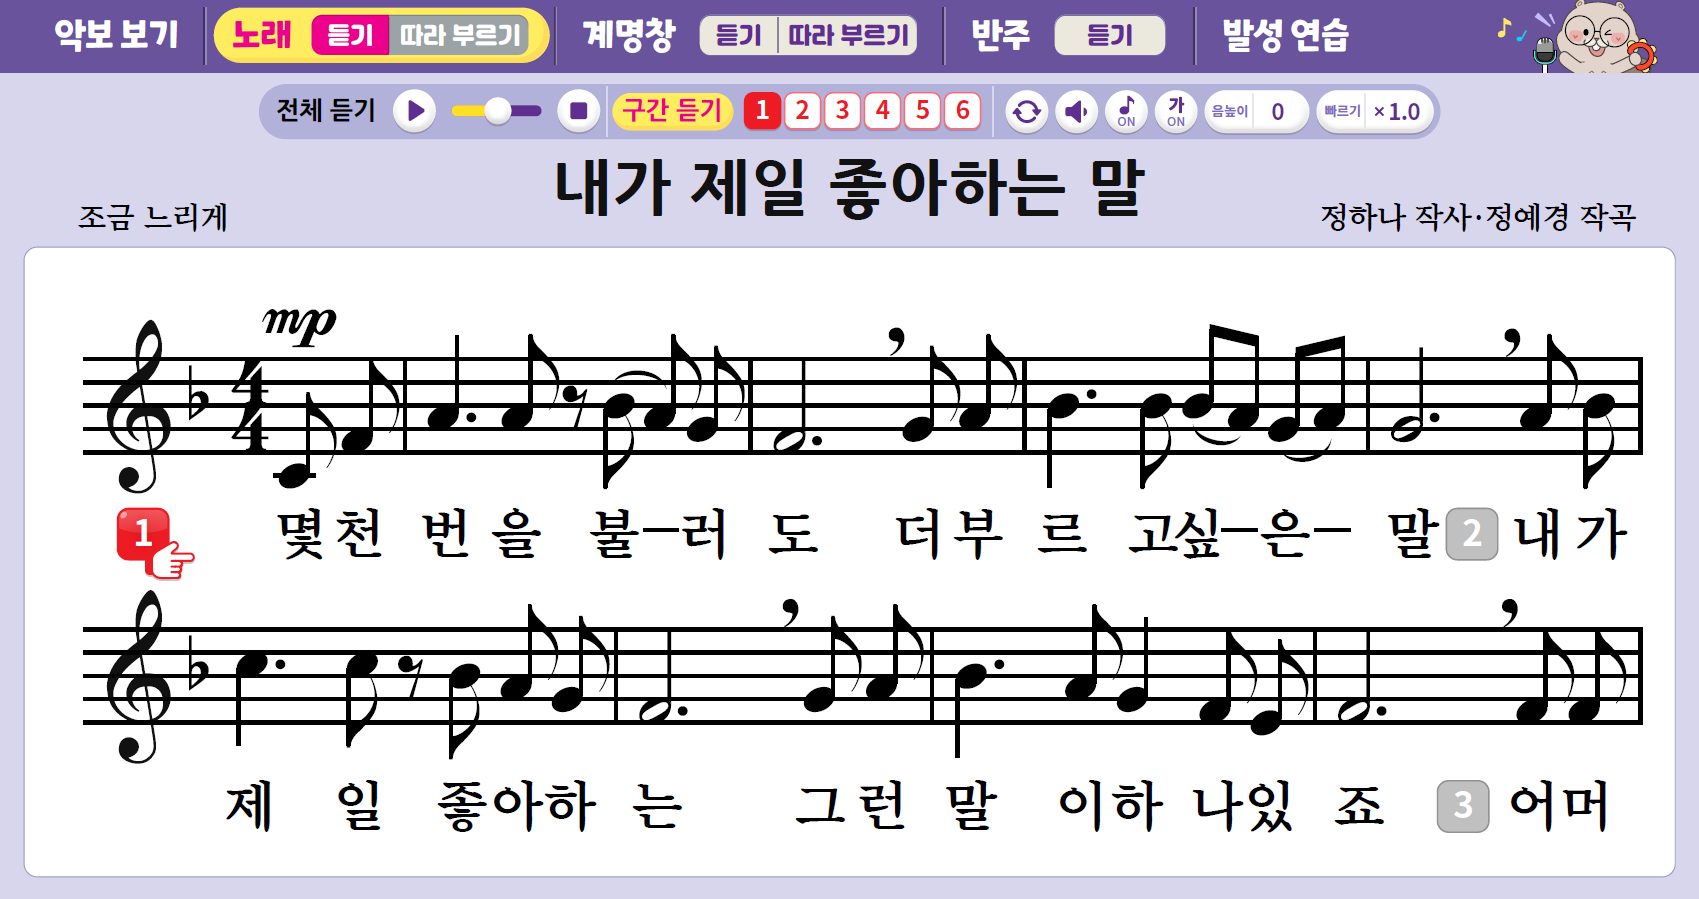 악보 보기 노래 듣기 따라 부르기 계명창 듣기 따라 부르기 반주 듣기 발성 연습
전체 듣기 구간 듣기 1 2 3 4 5 6 ON 가 ON 음높이 0 빠르기 ×1.0
내가 제일 좋아하는 말
조금 느리게 정하나 작사·정예경 작곡
mp
4
4
1 몇 천 번 을 불—러 도 더 부 르 고싶—은— 말 2 내 가
제 일 좋아하 는 그 런 말 이하 나있 죠 3 어머